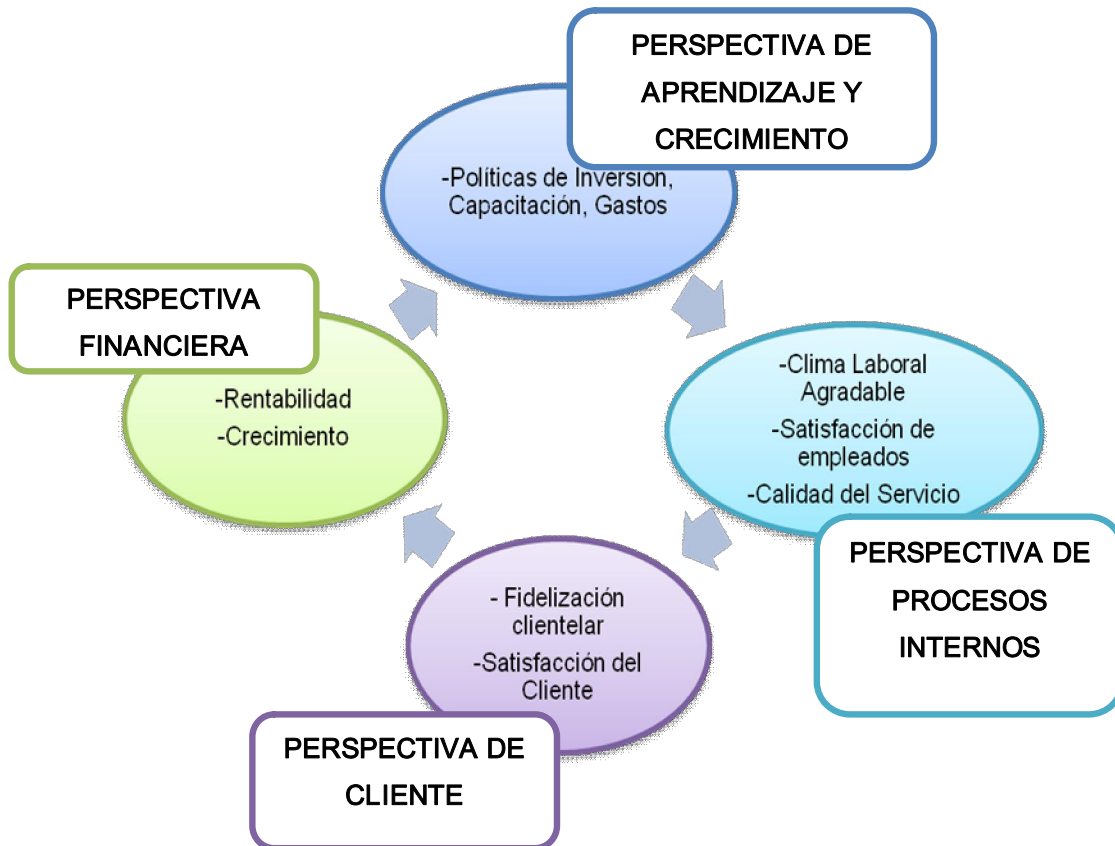 PERSPECTIVA DE
APRENDIZAJE Y
CRECIMIENTO
-Políticas de Inversión,
Capacitación, Gastos
PERSPECTIVA
FINANCIERA
-Rentabilidad
-Crecimiento
-Clima Laboral
Agradable
-Satisfacción de
empleados
-Calidad del Servicio
PERSPECTIVA DE
PROCESOS
INTERNOS
- Fidelización
clientelar
-Satisfacción del
Cliente
PERSPECTIVA DE
CLIENTE